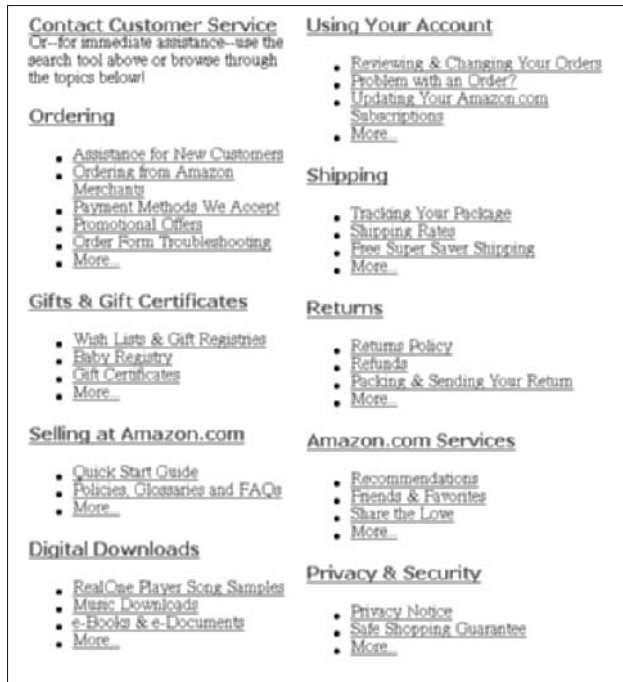 Contact Customer Service
Or--for immediate assistance--use the
search tool above or browse through
the topics below!
Ordering
Assistance for New Customers
Ordering from Amazon
Merchants
Payment Methods We Accept
Promotional Offers
Order Form Troubleshooting
More...
Gifts & Gift Certificates
Wish Lists & Gift Registries
Baby Registry
Gift Certificates
More...
Selling at Amazon.com
Quick Start Guide
Policies, Glossaries and FAQs
More...
Digital Downloads
RealOne Player Song Samples
Music Downloads
e-Books & e-Documents
More...
Using Your Account
Reviewing & Changing Your Orders
Problem with an Order?
Updating Your Amazon.com
Subscriptions
More...
Shipping
Tracking Your Package
Shipping Rates
Free Super Saver Shipping
More...
Returns
Returns Policy
Refunds
Packing & Sending Your Return
More...
Amazon.com Services
Recommendations
Friends & Favorites
Share the Love
More...
Privacy & Security
Privacy Notice
Safe Shopping Guarantee
More...